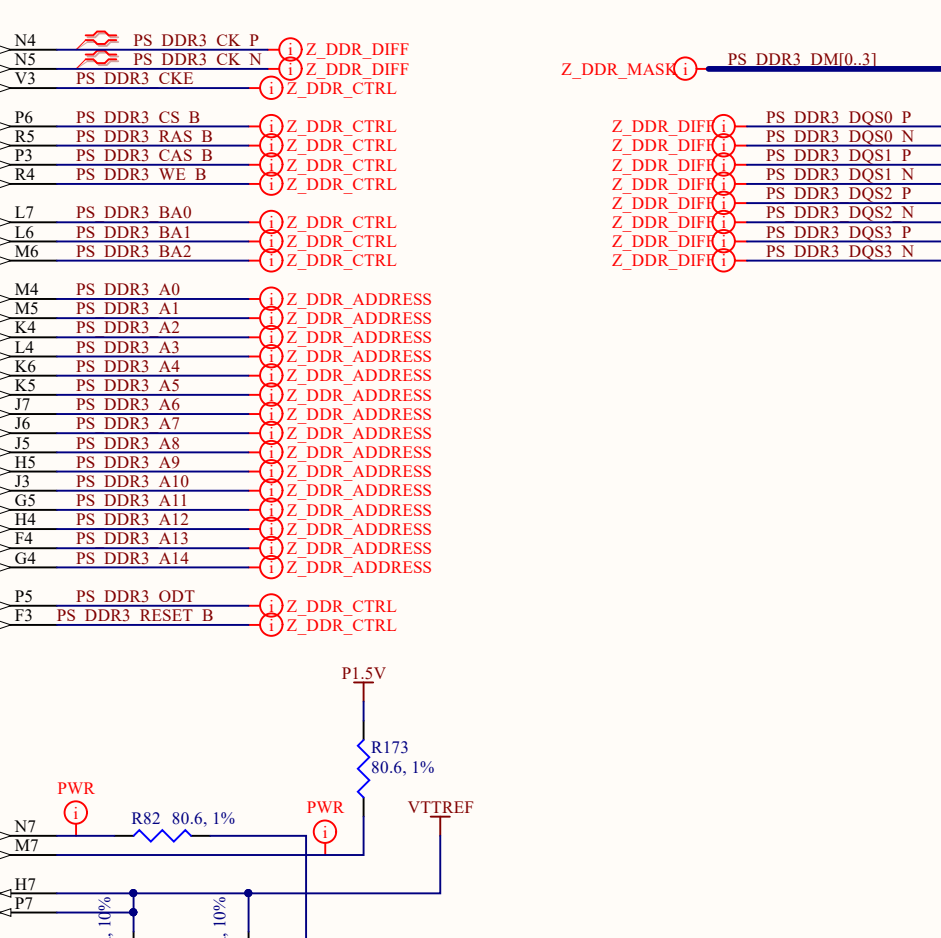 N4 PS_DDR3_CK_P i Z_DDR_DIFF
N5 PS_DDR3_CK_N i Z_DDR_DIFF
V3 PS_DDR3_CKE i Z_DDR_CTRL
P6 PS_DDR3_CS_B i Z_DDR_CTRL
R5 PS_DDR3_RAS_B i Z_DDR_CTRL
P3 PS_DDR3_CAS_B i Z_DDR_CTRL
R4 PS_DDR3_WE_B i Z_DDR_CTRL
L7 PS_DDR3_BA0 i Z_DDR_CTRL
L6 PS_DDR3_BA1 i Z_DDR_CTRL
M6 PS_DDR3_BA2 i Z_DDR_CTRL
M4 PS_DDR3_A0 i Z_DDR_ADDRESS
M5 PS_DDR3_A1 i Z_DDR_ADDRESS
K4 PS_DDR3_A2 i Z_DDR_ADDRESS
L4 PS_DDR3_A3 i Z_DDR_ADDRESS
K6 PS_DDR3_A4 i Z_DDR_ADDRESS
K5 PS_DDR3_A5 i Z_DDR_ADDRESS
J7 PS_DDR3_A6 i Z_DDR_ADDRESS
J6 PS_DDR3_A7 i Z_DDR_ADDRESS
J5 PS_DDR3_A8 i Z_DDR_ADDRESS
H5 PS_DDR3_A9 i Z_DDR_ADDRESS
J3 PS_DDR3_A10 i Z_DDR_ADDRESS
G5 PS_DDR3_A11 i Z_DDR_ADDRESS
H4 PS_DDR3_A12 i Z_DDR_ADDRESS
F4 PS_DDR3_A13 i Z_DDR_ADDRESS
G4 PS_DDR3_A14 i Z_DDR_ADDRESS
P5 PS_DDR3_ODT i Z_DDR_CTRL
F3 PS_DDR3_RESET_B i Z_DDR_CTRL
Z_DDR_MASK i PS_DDR3_DM[0..3]
Z_DDR_DIFF i PS_DDR3_DQS0_P
Z_DDR_DIFF i PS_DDR3_DQS0_N
Z_DDR_DIFF i PS_DDR3_DQS1_P
Z_DDR_DIFF i PS_DDR3_DQS1_N
Z_DDR_DIFF i PS_DDR3_DQS2_P
Z_DDR_DIFF i PS_DDR3_DQS2_N
Z_DDR_DIFF i PS_DDR3_DQS3_P
Z_DDR_DIFF i PS_DDR3_DQS3_N
P1.5V
R173
80.6, 1%
PWR
i
PWR
i
VTTREF
N7 R82 80.6, 1%
M7
H7
P7
, 10%
, 10%